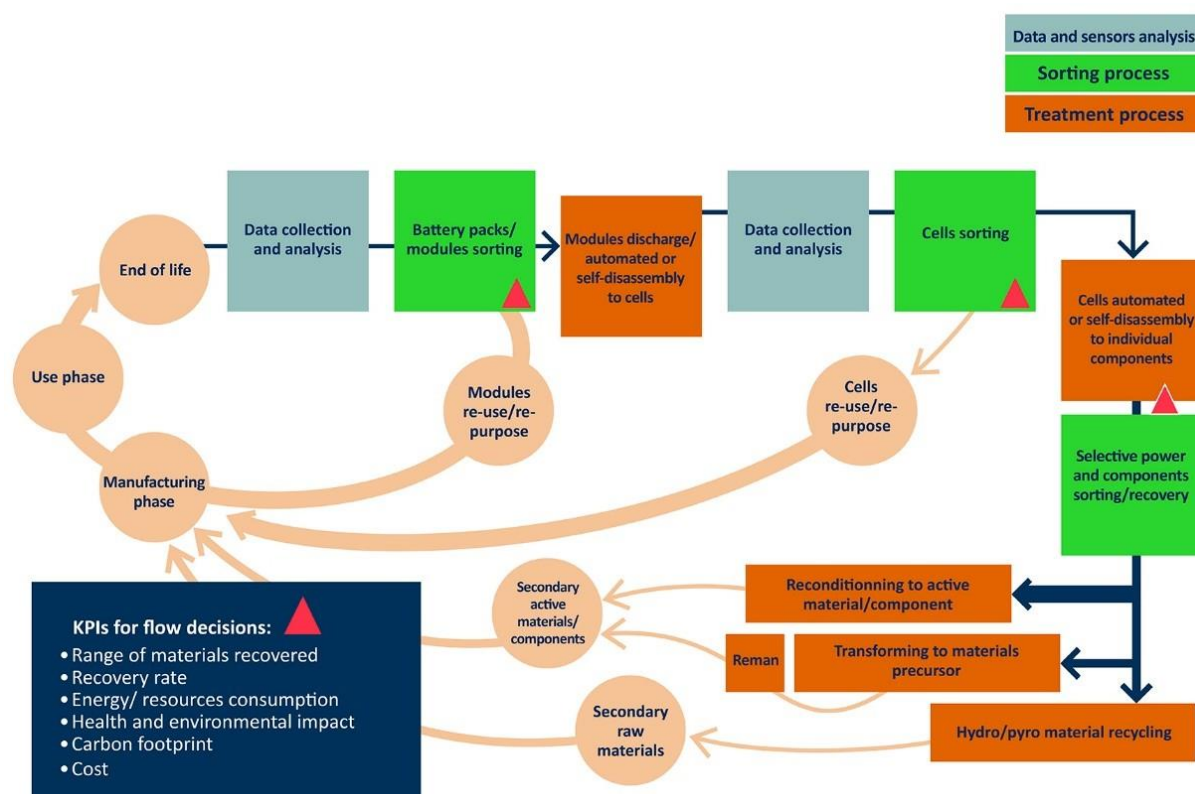 Data and sensors analysis
Sorting process
Treatment process
End of life
Data collection
and analysis
Battery packs/
modules sorting
Modules discharge/
automated or
self-disassembly
to cells
Data collection
and analysis
Cells sorting
Cells automated
or self-disassembly
to individual
components
Use phase
Modules
re-use/re-
purpose
Cells
re-use/re-
purpose
Manufacturing
phase
Selective power
and components
sorting/recovery
Secondary
active
materials/
components
Reconditionning to active
material/component
Reman
Transforming to materials
precursor
Secondary
raw
materials
Hydro/pyro material recycling
KPIs for flow decisions:
• Range of materials recovered
• Recovery rate
• Energy/ resources consumption
• Health and environmental impact
• Carbon footprint
• Cost